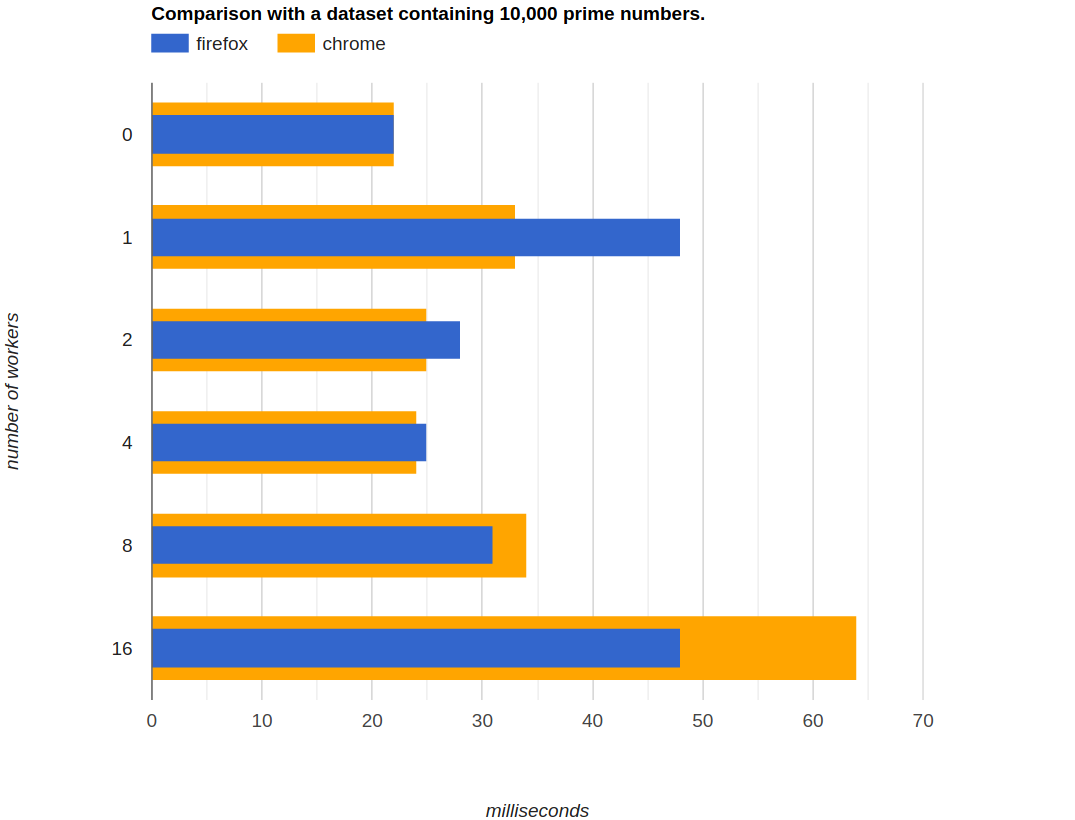 Comparison with a dataset containing 10,000 prime numbers.
firefox chrome
0
1
2
4
8
16
number of workers
0 10 20 30 40 50 60 70
milliseconds